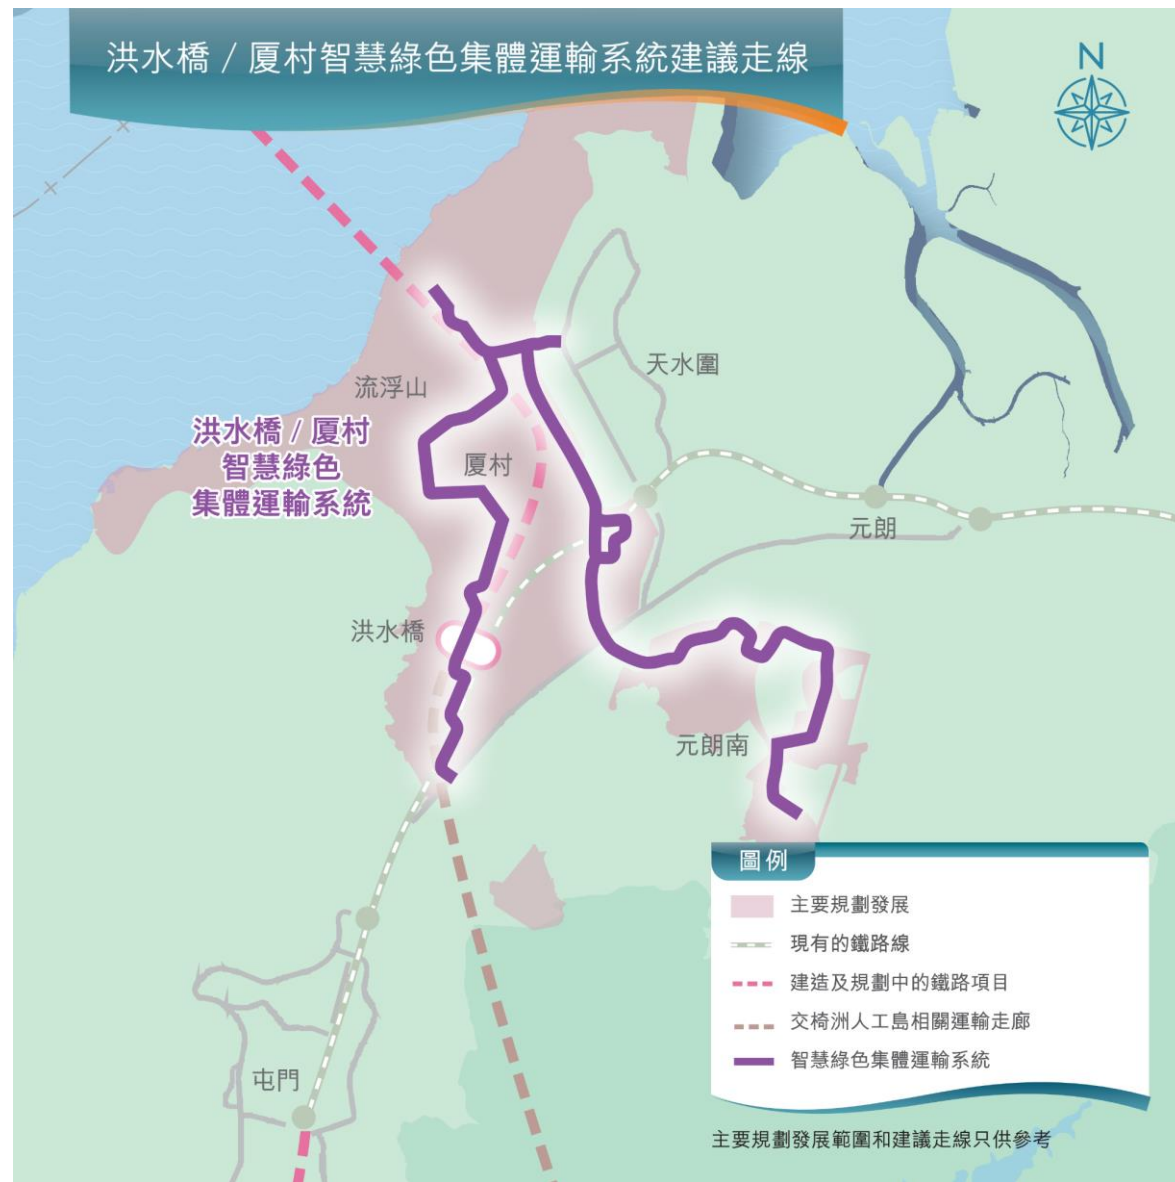 洪水橋 / 厦村智慧綠色集體運輸系統建議走線
N
天水圍
流浮山
洪水橋 / 厦村
智慧綠色
集體運輸系統
厦村
元朗
洪水橋
元朗南
圖例
主要規劃發展
現有的鐵路線
建造及規劃中的鐵路項目
交椅洲人工島相關運輸走廊
智慧綠色集體運輸系統
屯門
主要規劃發展範圍和建議走線只供參考